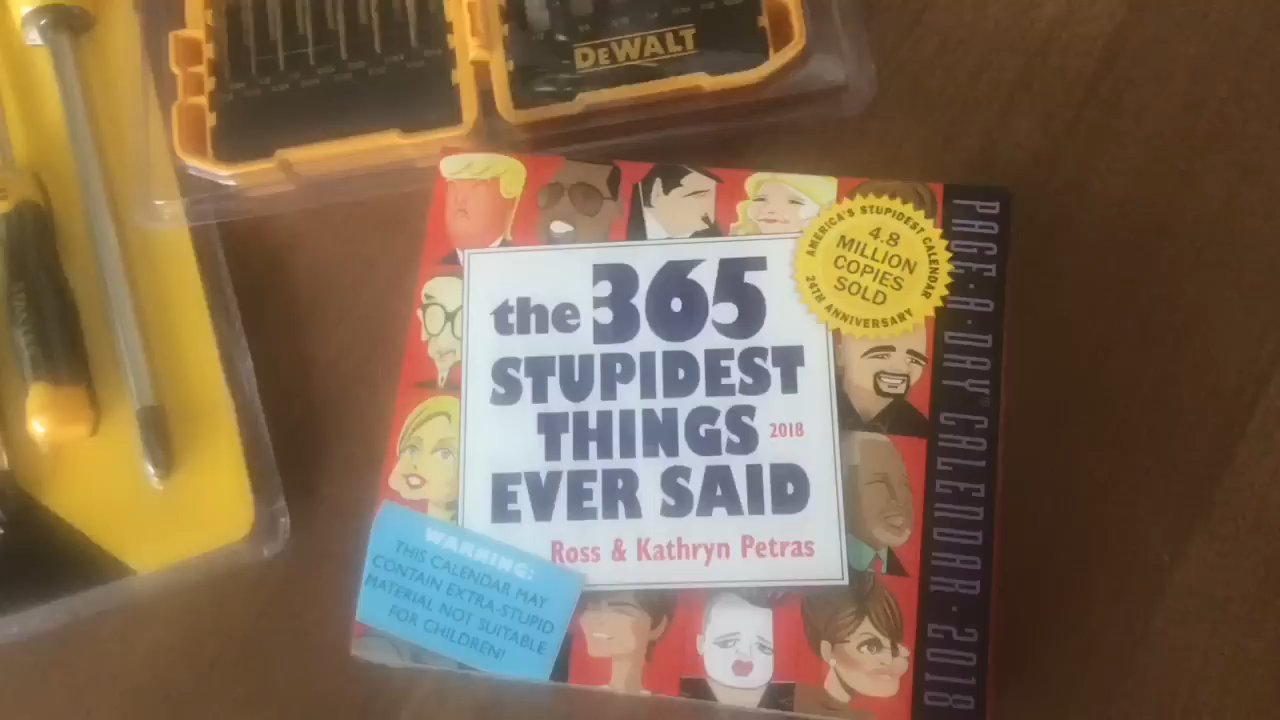 DEWALT
AMERICA'S STUPIDEST CALENDAR
4.8
MILLION
COPIES
SOLD
24TH ANNIVERSARY
the 365
STUPIDEST
THINGS
2018
EVER SAID
Ross & Kathryn Petras
WARNING:
THIS CALENDAR MAY
CONTAIN EXTRA-STUPID
MATERIAL NOT SUITABLE
FOR CHILDREN!
PAGE-A-DAY CALENDAR · 2018